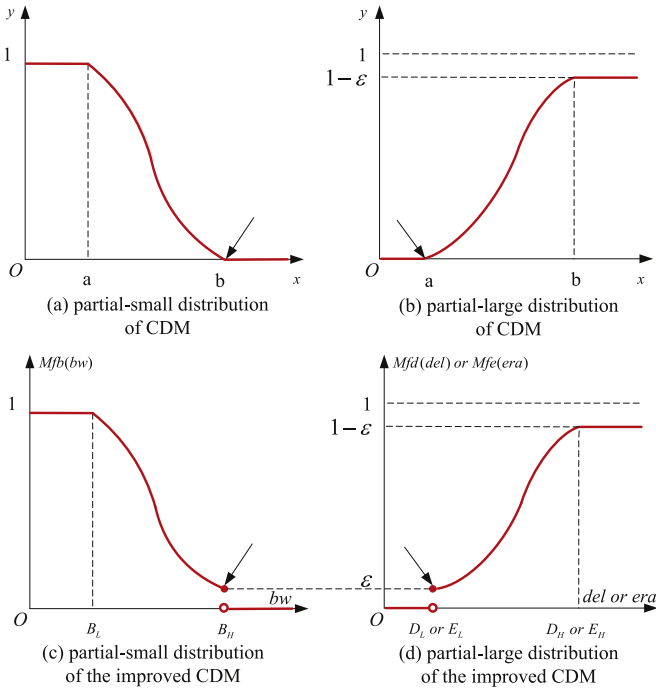 y
1
O
a
b
x
(a) partial-small distribution
of CDM
y
1
1−ε
O
a
b
x
(b) partial-large distribution
of CDM
Mfb(bw)
1
O
bw
B_L
B_H
(c) partial-small distribution
of the improved CDM
Mfd(del) or Mfe(era)
1
1−ε
ε
O
del or era
D_L or E_L
D_H or E_H
(d) partial-large distribution
of the improved CDM